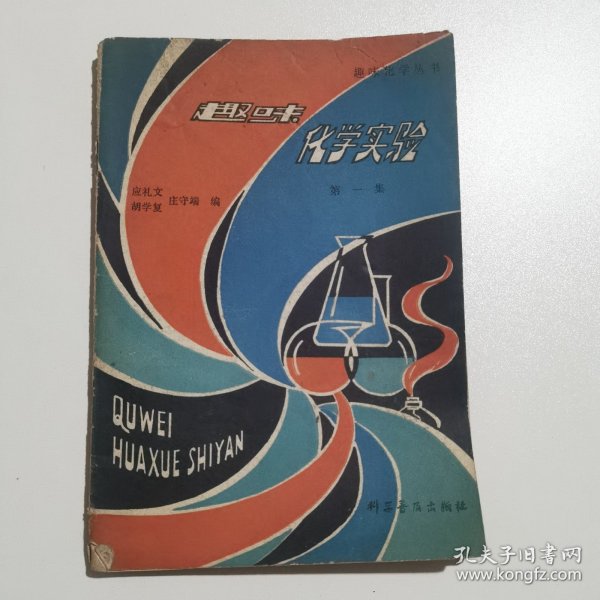 趣味化学丛书
趣味
化学实验
第一集
应礼文
胡学复 庄守端 编
QUWEI
HUAXUE SHIYAN
科学普及出版社
孔夫子旧书网
www.kongfz.com